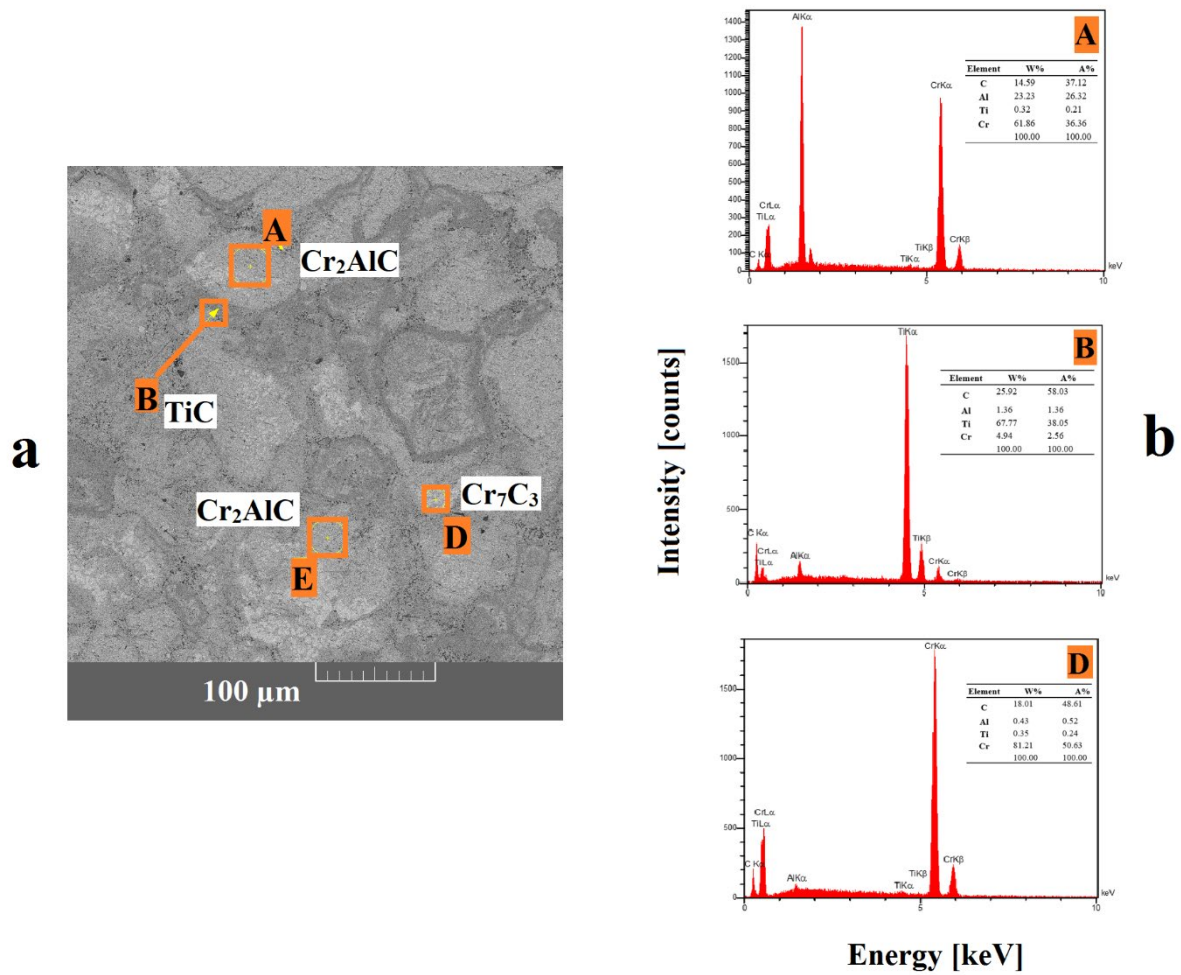 a
A
Cr₂AlC
B
TiC
Cr₂AlC
E
Cr₇C₃
D
100 µm
b
Intensity [counts]
Energy [keV]
A
1400
1300
1200
1100
1000
900
800
700
600
500
400
300
200
100
0
AlKα
CrKα
CrLα
TiLα
C Kα
TiKα
TiKβ
CrKβ
0
5
10
keV
Element W% A%
C 14.59 37.12
Al 23.23 26.32
Ti 0.32 0.21
Cr 61.86 36.36
100.00 100.00
B
1500
1000
500
0
TiKα
C Kα
CrLα
TiLα
AlKα
TiKβ
CrKα
CrKβ
0
5
10
keV
Element W% A%
C 25.92 58.03
Al 1.36 1.36
Ti 67.77 38.05
Cr 4.94 2.56
100.00 100.00
D
1500
1000
500
0
CrKα
CrLα
TiLα
C Kα
AlKα
TiKα
TiKβ
CrKβ
0
5
10
keV
Element W% A%
C 18.01 48.61
Al 0.43 0.52
Ti 0.35 0.24
Cr 81.21 50.63
100.00 100.00